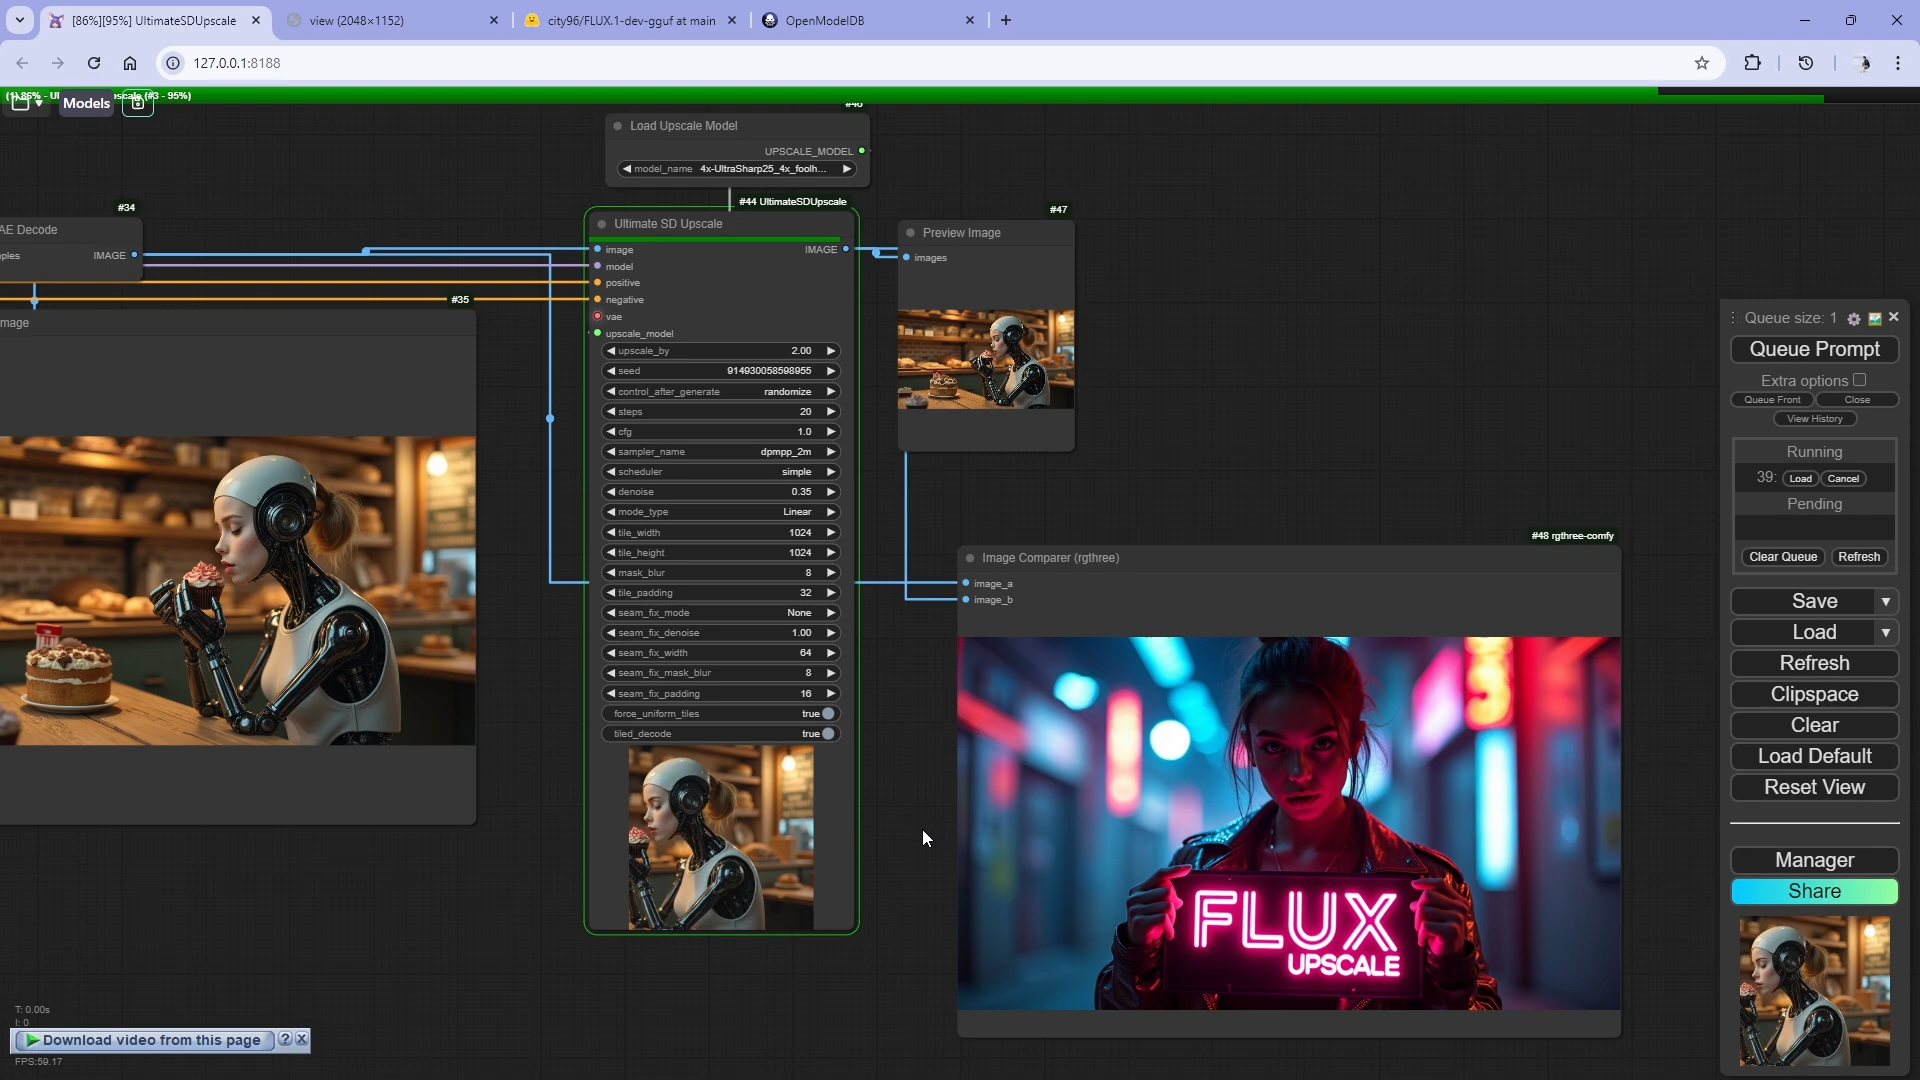 [86%][95%] UltimateSDUpscale
view (2048×1152)
city96/FLUX.1-dev-gguf at main
OpenModelDB
127.0.0.1:8188
Models
#34
AE Decode
ples
IMAGE
#35
mage
Load Upscale Model
UPSCALE_MODEL
model_name 4x-UltraSharp25_4x_foolh...
#44 UltimateSDUpscale
Ultimate SD Upscale
image
IMAGE
model
positive
negative
vae
upscale_model
upscale_by 2.00
seed 914930058598955
control_after_generate randomize
steps 20
cfg 1.0
sampler_name dpmpp_2m
scheduler simple
denoise 0.35
mode_type Linear
tile_width 1024
tile_height 1024
mask_blur 8
tile_padding 32
seam_fix_mode None
seam_fix_denoise 1.00
seam_fix_width 64
seam_fix_mask_blur 8
seam_fix_padding 16
force_uniform_tiles true
tiled_decode true
#47
Preview Image
images
#48 rgthree-comfy
Image Comparer (rgthree)
image_a
image_b
FLUX
UPSCALE
Queue size: 1
Queue Prompt
Extra options
Queue Front
Close
View History
Running
39: Load Cancel
Pending
Clear Queue
Refresh
Save
Load
Refresh
Clipspace
Clear
Load Default
Reset View
Manager
Share
T: 0.00s
I: 0
Download video from this page
FPS:59.17